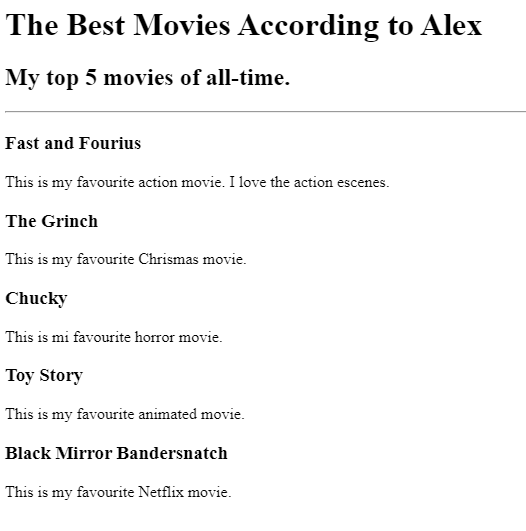 The Best Movies According to Alex
My top 5 movies of all-time.
Fast and Fourius
This is my favourite action movie. I love the action escenes.
The Grinch
This is my favourite Chrismas movie.
Chucky
This is mi favourite horror movie.
Toy Story
This is my favourite animated movie.
Black Mirror Bandersnatch
This is my favourite Netflix movie.